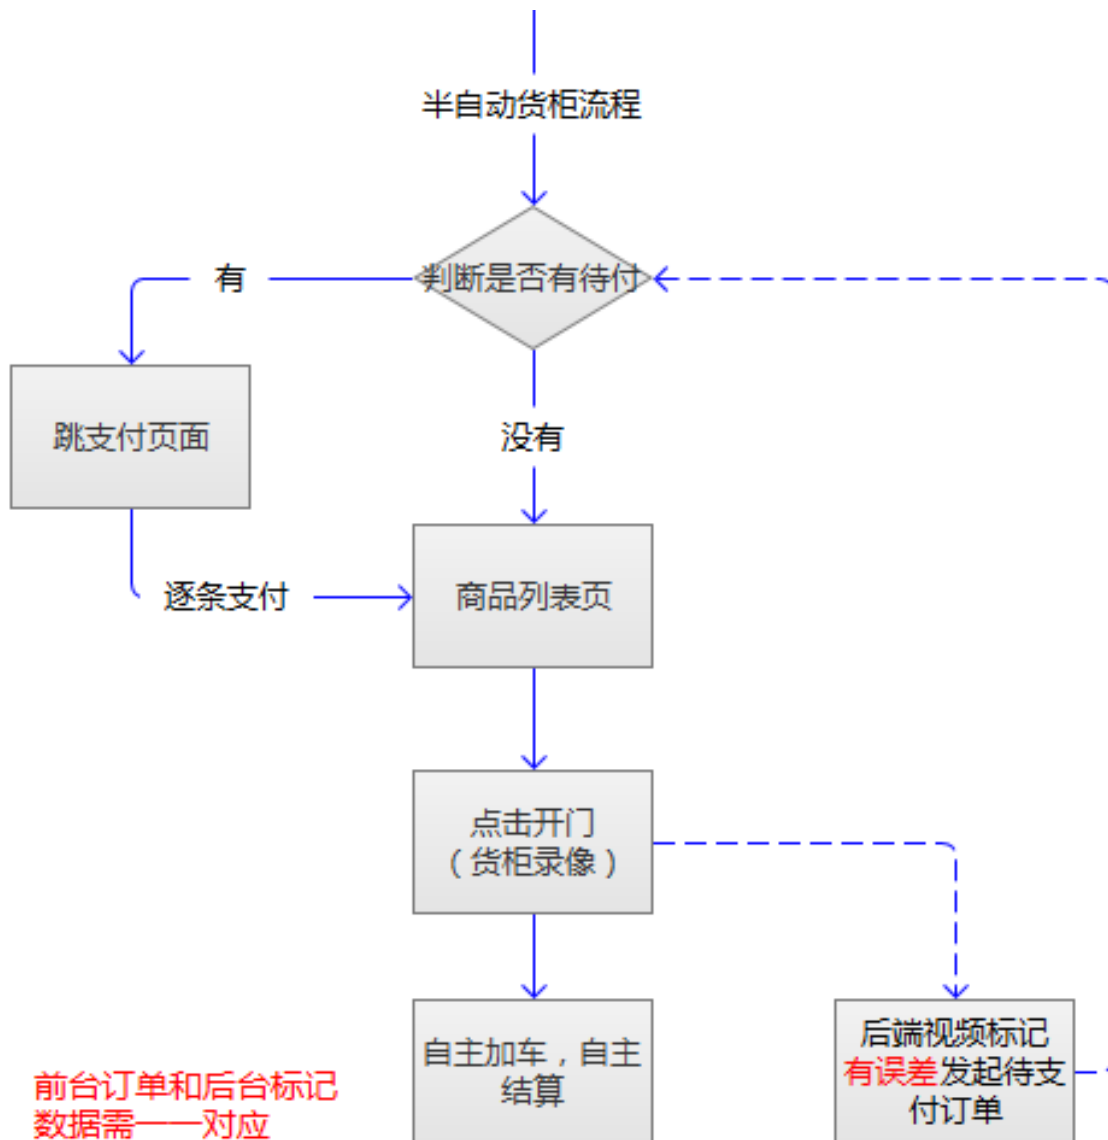 半自动货柜流程
判断是否有待付
有
没有
跳支付页面
逐条支付
商品列表页
点击开门
（货柜录像）
自主加车，自主
结算
后端视频标记
有误差发起待支
付订单
前台订单和后台标记
数据需一一对应